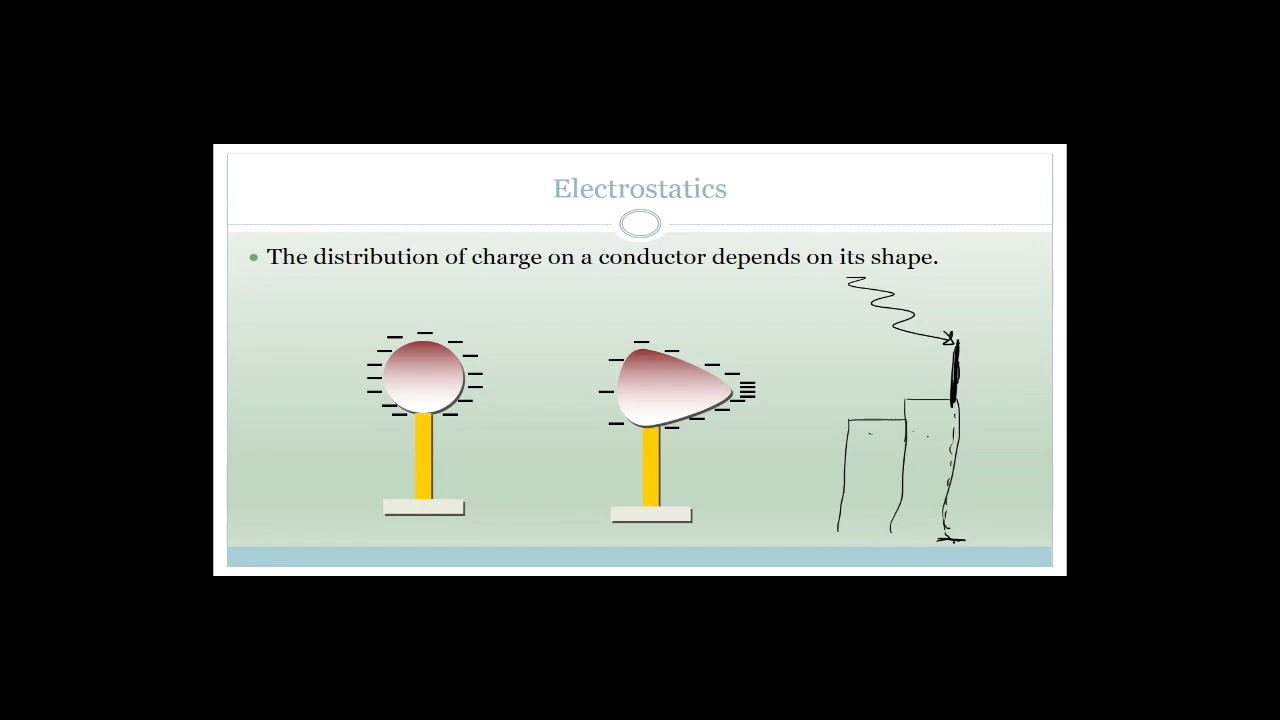 Electrostatics
The distribution of charge on a conductor depends on its shape.